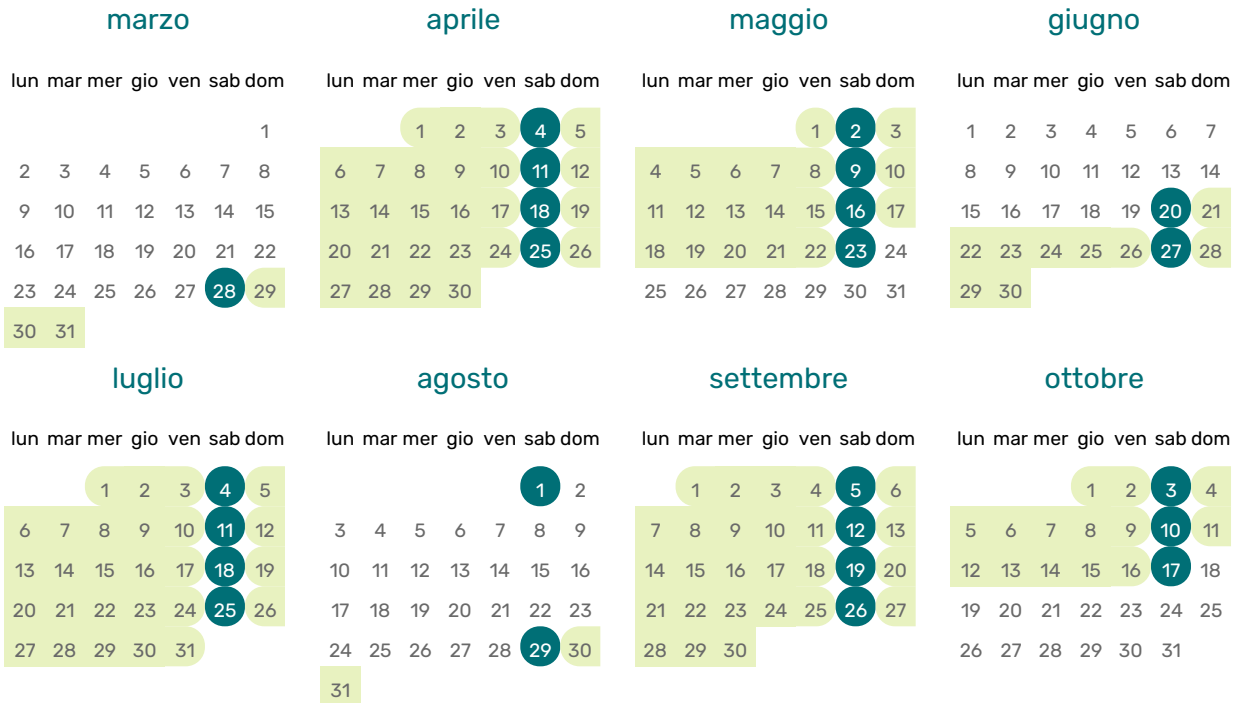 marzo aprile maggio giugno
lun mar mer gio ven sab dom lun mar mer gio ven sab dom lun mar mer gio ven sab dom lun mar mer gio ven sab dom
1 1 2 3 4 5 1 2 3 1 2 3 4 5 6 7
2 3 4 5 6 7 8 6 7 8 9 10 11 12 4 5 6 7 8 9 10 8 9 10 11 12 13 14
9 10 11 12 13 14 15 13 14 15 16 17 18 19 11 12 13 14 15 16 17 15 16 17 18 19 20 21
16 17 18 19 20 21 22 20 21 22 23 24 25 26 18 19 20 21 22 23 24 22 23 24 25 26 27 28
23 24 25 26 27 28 29 27 28 29 30 25 26 27 28 29 30 31 29 30
30 31
luglio agosto settembre ottobre
lun mar mer gio ven sab dom lun mar mer gio ven sab dom lun mar mer gio ven sab dom lun mar mer gio ven sab dom
1 2 3 4 5 1 2 1 2 3 4 5 6 1 2 3 4
6 7 8 9 10 11 12 3 4 5 6 7 8 9 7 8 9 10 11 12 13 5 6 7 8 9 10 11
13 14 15 16 17 18 19 10 11 12 13 14 15 16 14 15 16 17 18 19 20 12 13 14 15 16 17 18
20 21 22 23 24 25 26 17 18 19 20 21 22 23 21 22 23 24 25 26 27 19 20 21 22 23 24 25
27 28 29 30 31 24 25 26 27 28 29 30 28 29 30 26 27 28 29 30 31
31